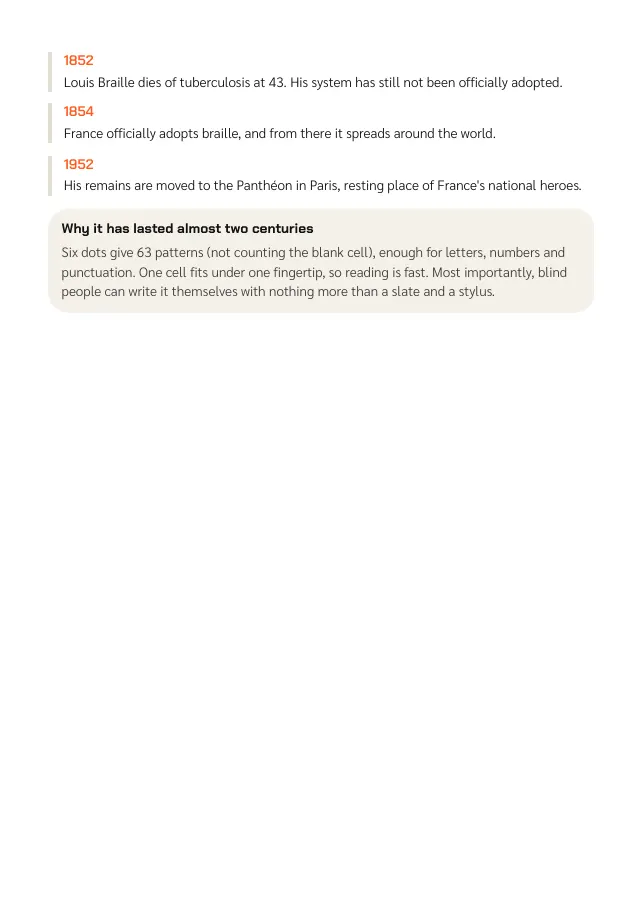 1852
Louis Braille dies of tuberculosis at 43. His system has still not been officially adopted.
1854
France officially adopts braille, and from there it spreads around the world.
1952
His remains are moved to the Panthéon in Paris, resting place of France's national heroes.
Why it has lasted almost two centuries
Six dots give 63 patterns (not counting the blank cell), enough for letters, numbers and
punctuation. One cell fits under one fingertip, so reading is fast. Most importantly, blind
people can write it themselves with nothing more than a slate and a stylus.